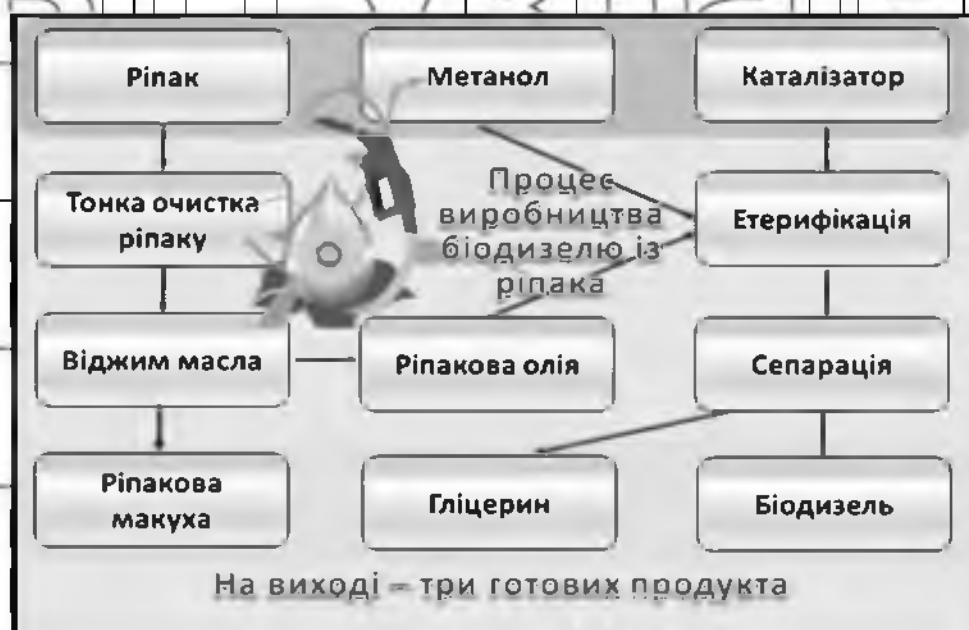 Ріпак
Метанол
Каталізатор
Тонка очистка
ріпаку
Процес
виробництва
біодизелю із
ріпака
Етерифікація
Віджим масла
Ріпакова олія
Сепарація
Ріпакова
макуха
Гліцерин
Біодизель
На виході – три готових продукта